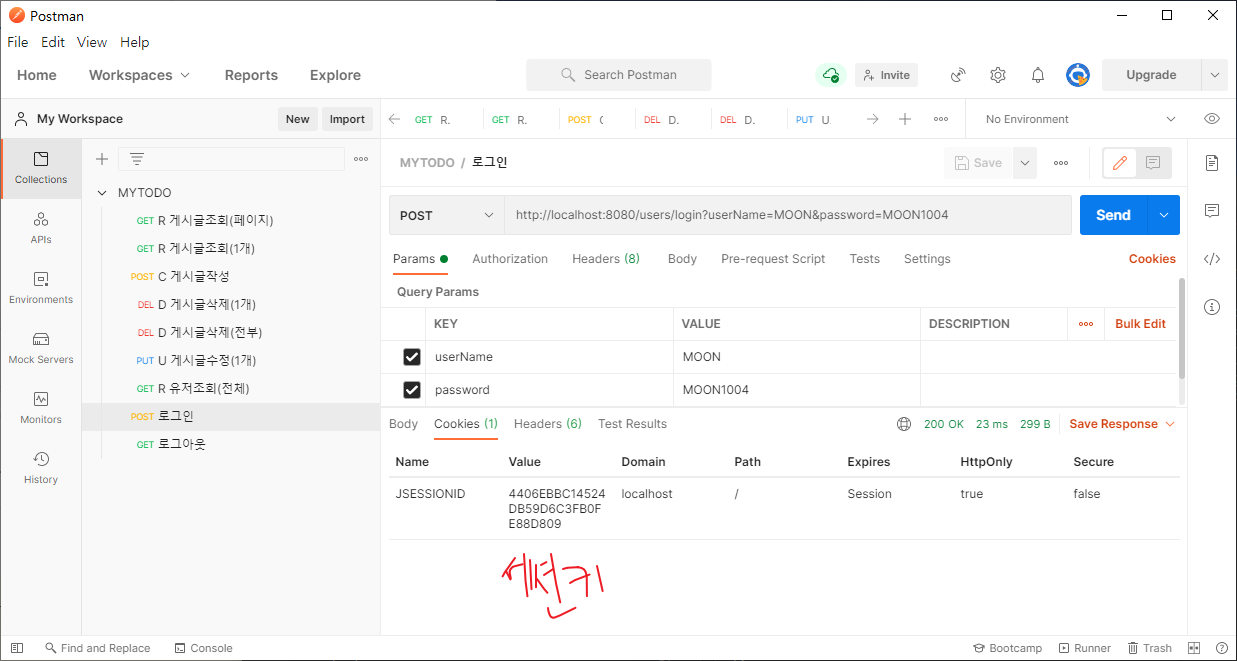 Postman
File Edit View Help
Home Workspaces Reports Explore Search Postman Invite Upgrade
My Workspace New Import GET R. GET R. POST ( DEL D. DEL D. PUT U No Environment
Collections
APIs
Environments
Mock Servers
Monitors
History
MYTODO
GET R 게시글조회(페이지)
GET R 게시글조회(1개)
POST C 게시글작성
DEL D 게시글삭제(1개)
DEL D 게시글삭제(전부)
PUT U 게시글수정(1개)
GET R 유저조회(전체)
POST 로그인
GET 로그아웃
MYTODO / 로그인 Save
POST http://localhost:8080/users/login?userName=MOON&password=MOON1004 Send
Params Authorization Headers (8) Body Pre-request Script Tests Settings Cookies
Query Params
KEY VALUE DESCRIPTION Bulk Edit
userName MOON
password MOON1004
Body Cookies (1) Headers (6) Test Results 200 OK 23 ms 299 B Save Response
Name Value Domain Path Expires HttpOnly Secure
JSESSIONID 4406EBBC14524 localhost / Session true false
DB59D6C3FB0F
E88D809
세션키
Find and Replace Console Bootcamp Runner Trash